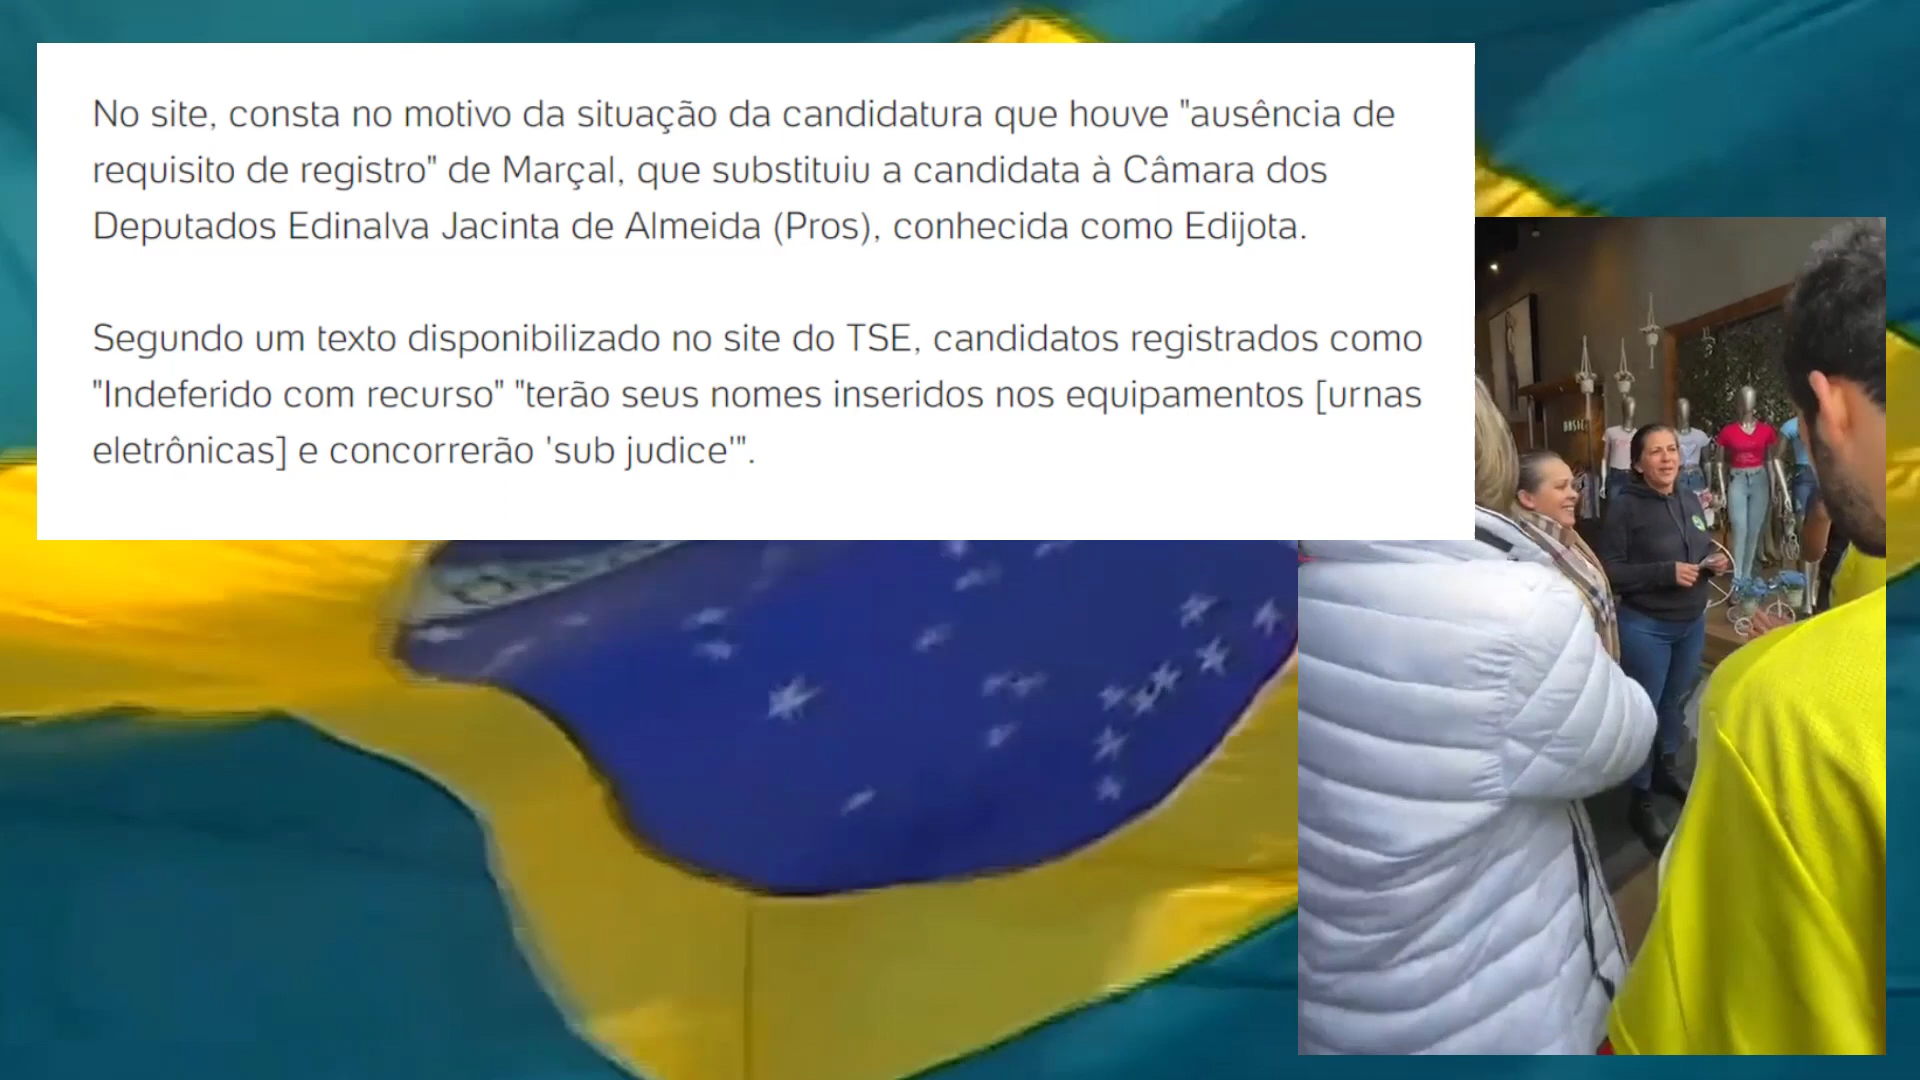 No site, consta no motivo da situação da candidatura que houve "ausência de
requisito de registro" de Marçal, que substituiu a candidata à Câmara dos
Deputados Edinalva Jacinta de Almeida (Pros), conhecida como Edijota.
Segundo um texto disponibilizado no site do TSE, candidatos registrados como
"Indeferido com recurso" "terão seus nomes inseridos nos equipamentos [urnas
eletrônicas] e concorrerão 'sub judice'".